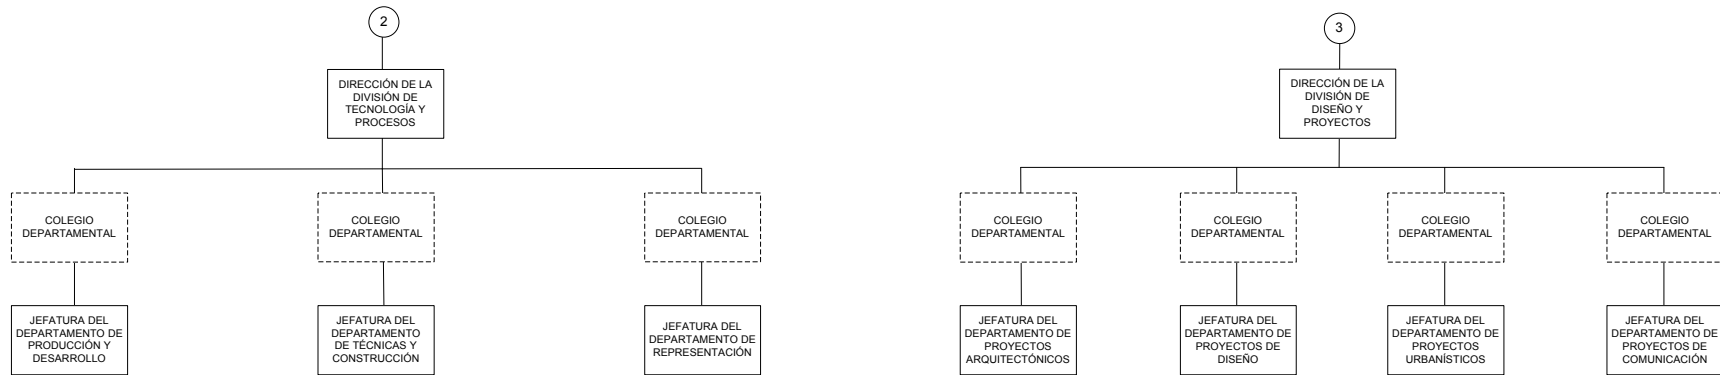 2
DIRECCIÓN DE LA
DIVISIÓN DE
TECNOLOGÍA Y
PROCESOS
COLEGIO
DEPARTAMENTAL
COLEGIO
DEPARTAMENTAL
COLEGIO
DEPARTAMENTAL
JEFATURA DEL
DEPARTAMENTO DE
PRODUCCIÓN Y
DESARROLLO
JEFATURA DEL
DEPARTAMENTO
DE TÉCNICAS Y
CONSTRUCCIÓN
JEFATURA DEL
DEPARTAMENTO DE
REPRESENTACIÓN
3
DIRECCIÓN DE LA
DIVISIÓN DE
DISEÑO Y
PROYECTOS
COLEGIO
DEPARTAMENTAL
COLEGIO
DEPARTAMENTAL
COLEGIO
DEPARTAMENTAL
COLEGIO
DEPARTAMENTAL
JEFATURA DEL
DEPARTAMENTO DE
PROYECTOS
ARQUITECTÓNICOS
JEFATURA DEL
DEPARTAMENTO DE
PROYECTOS DE
DISEÑO
JEFATURA DEL
DEPARTAMENTO DE
PROYECTOS
URBANÍSTICOS
JEFATURA DEL
DEPARTAMENTO DE
PROYECTOS DE
COMUNICACIÓN